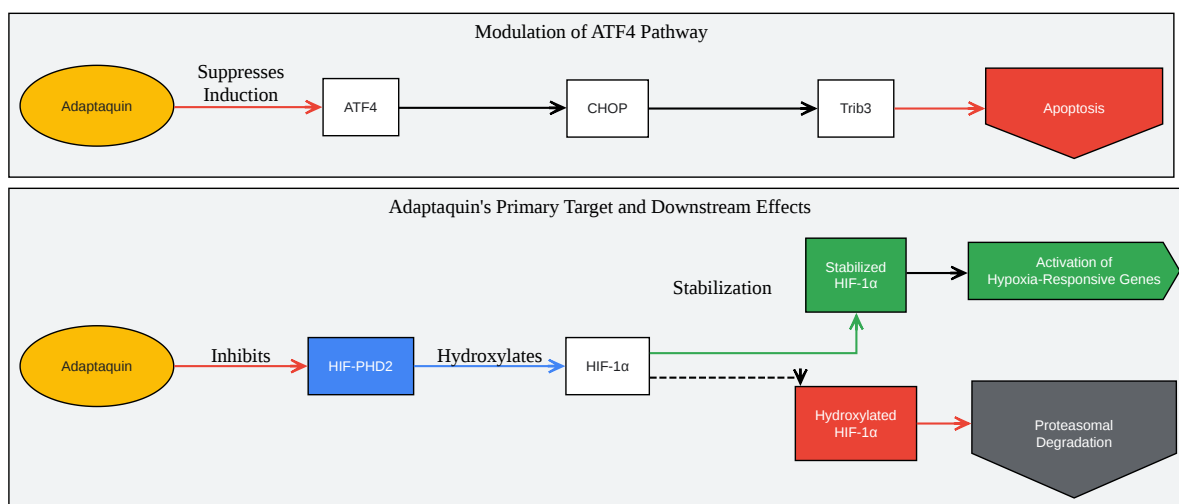 Modulation of ATF4 Pathway
Adaptaquin
Suppresses
Induction
ATF4
CHOP
Trib3
Apoptosis
Adaptaquin's Primary Target and Downstream Effects
Stabilization
Stabilized
HIF-1α
Activation of
Hypoxia-Responsive Genes
Adaptaquin
Inhibits
HIF-PHD2
Hydroxylates
HIF-1α
Hydroxylated
HIF-1α
Proteasomal
Degradation